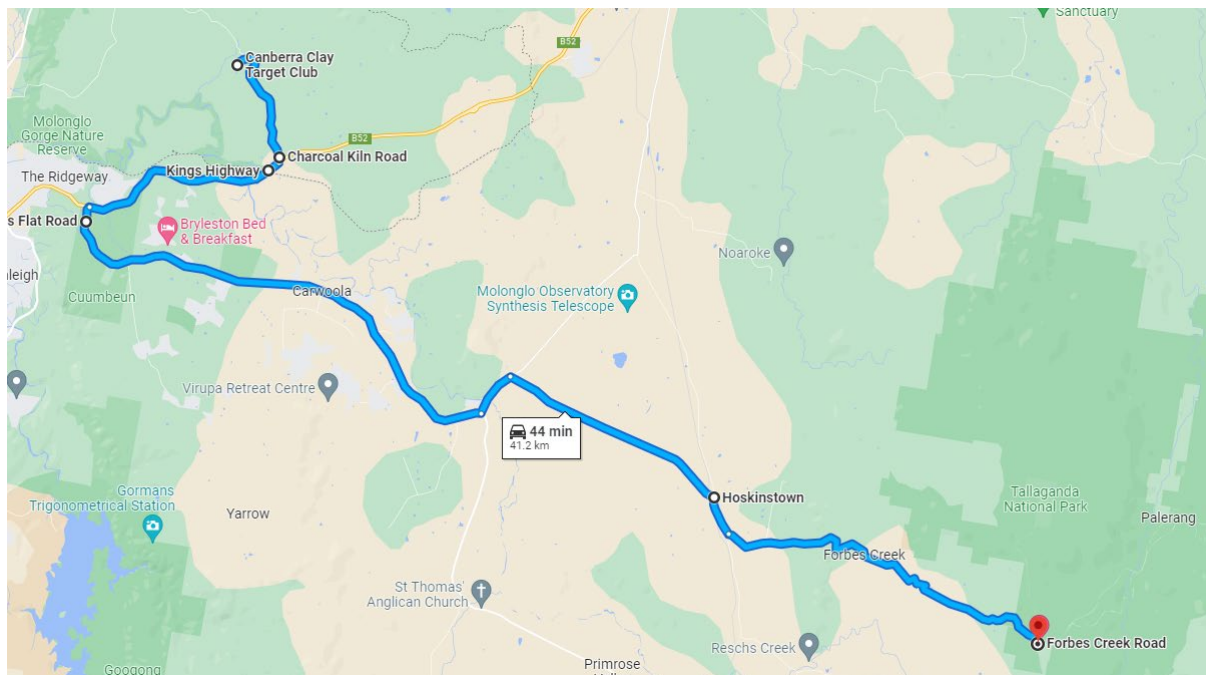 Sanctuary
B52
Canberra Clay
Target Club
Molonglo
Gorge Nature
Reserve
B52
Charcoal Kiln Road
Kings Highway
The Ridgeway
s Flat Road
Bryleston Bed
& Breakfast
Noaroke
nleigh
Cuumbeun
Carwoola
Molonglo Observatory
Synthesis Telescope
Virupa Retreat Centre
44 min
41.2 km
Gormans
Trigonometrical Station
Hoskinstown
Tallaganda
National Park
Yarrow
Palerang
Forbes Creek
St Thomas'
Anglican Church
Forbes Creek Road
Reschs Creek
Primrose
Googong